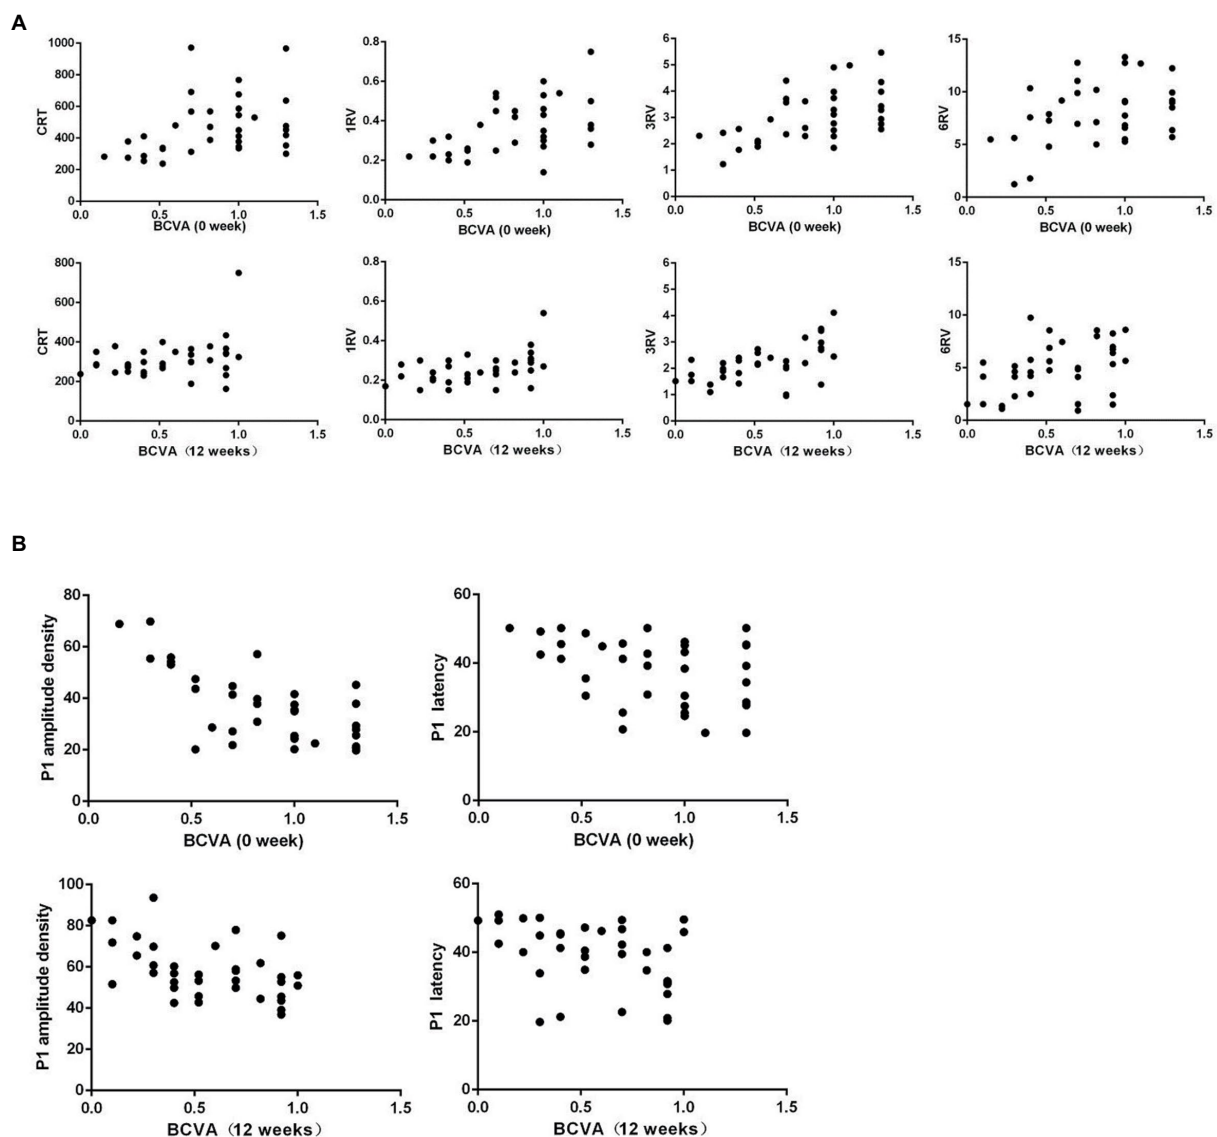 A
CRT
1000
800
600
400
200
0
0.0 0.5 1.0 1.5
BCVA (0 week)
1RV
0.8
0.6
0.4
0.2
0.0
0.0 0.5 1.0 1.5
BCVA (0 week)
3RV
6
5
4
3
2
1
0
0.0 0.5 1.0 1.5
BCVA (0 week)
6RV
15
10
5
0
0.0 0.5 1.0 1.5
BCVA (0 week)
CRT
800
600
400
200
0
0.0 0.5 1.0 1.5
BCVA（12 weeks）
1RV
0.8
0.6
0.4
0.2
0.0
0.0 0.5 1.0 1.5
BCVA（12 weeks）
3RV
6
5
4
3
2
1
0
0.0 0.5 1.0 1.5
BCVA（12 weeks）
6RV
15
10
5
0
0.0 0.5 1.0 1.5
BCVA（12 weeks）
B
P1 amplitude density
80
60
40
20
0
0.0 0.5 1.0 1.5
BCVA (0 week)
P1 latency
60
40
20
0
0.0 0.5 1.0 1.5
BCVA (0 week)
P1 amplitude density
100
80
60
40
20
0
0.0 0.5 1.0 1.5
BCVA（12 weeks）
P1 latency
60
40
20
0
0.0 0.5 1.0 1.5
BCVA（12 weeks）